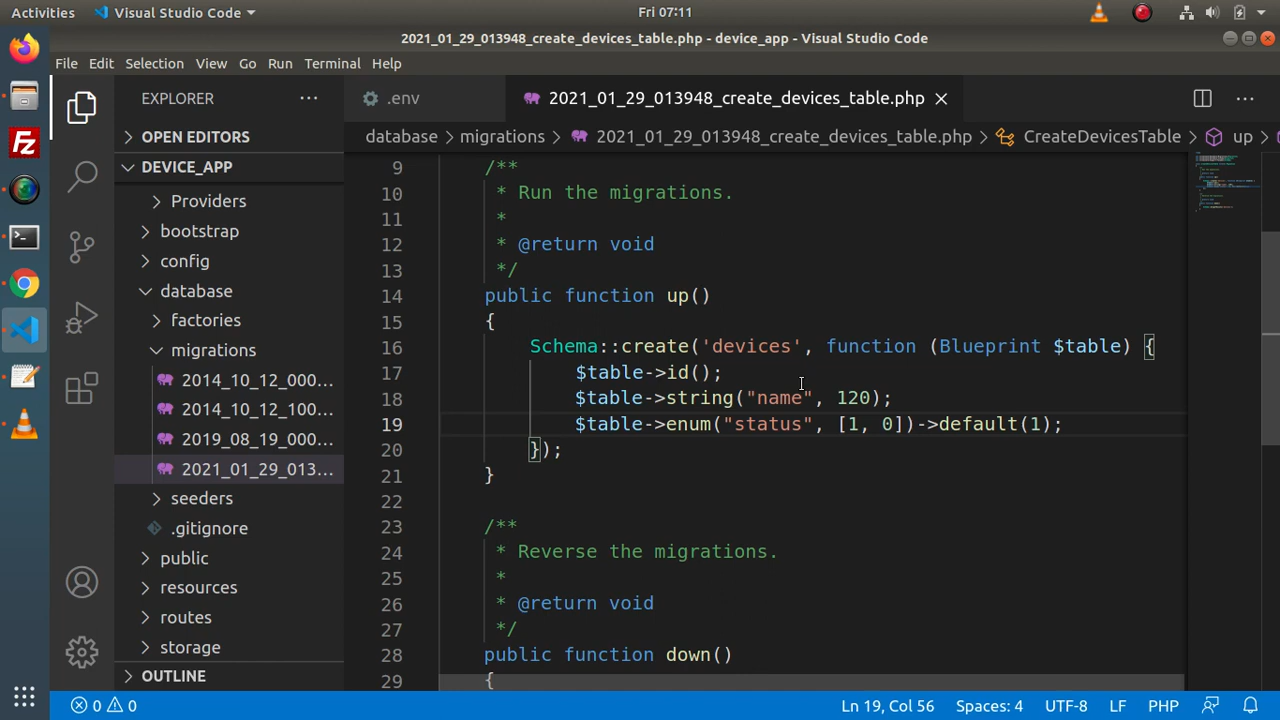 Activities Visual Studio Code Fri 07:11
2021_01_29_013948_create_devices_table.php - device_app - Visual Studio Code
File Edit Selection View Go Run Terminal Help
EXPLORER
.env
2021_01_29_013948_create_devices_table.php
OPEN EDITORS
database > migrations > 2021_01_29_013948_create_devices_table.php > CreateDevicesTable > up
DEVICE_APP
Providers
bootstrap
config
database
factories
migrations
2014_10_12_000...
2014_10_12_100...
2019_08_19_000...
2021_01_29_013...
seeders
.gitignore
public
resources
routes
storage
OUTLINE
9 /**
10 * Run the migrations.
11 *
12 * @return void
13 */
14 public function up()
15 {
16 Schema::create('devices', function (Blueprint $table) {
17 $table->id();
18 $table->string("name", 120);
19 $table->enum("status", [1, 0])->default(1);
20 });
21 }
22
23 /**
24 * Reverse the migrations.
25 *
26 * @return void
27 */
28 public function down()
29 {
0 0 Ln 19, Col 56 Spaces: 4 UTF-8 LF PHP